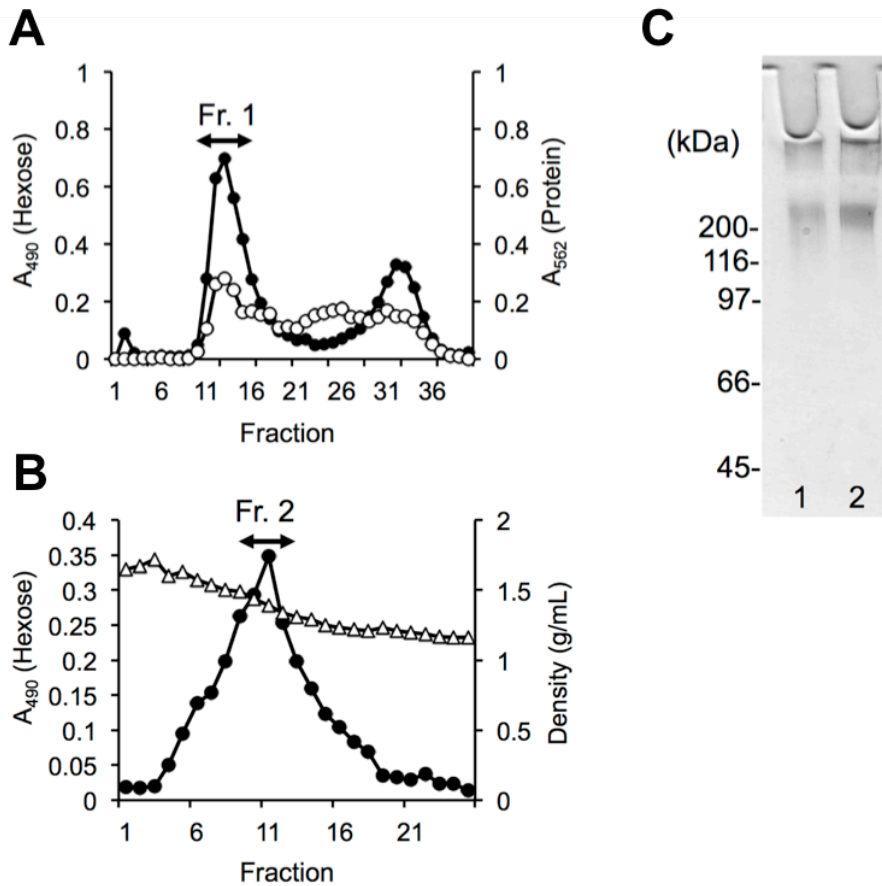 A
1
0.8
0.6
0.4
0.2
0
A490 (Hexose)
Fr. 1
1
0.8
0.6
0.4
0.2
0
A562 (Protein)
1 6 11 16 21 26 31 36
Fraction
B
0.4
0.35
0.3
0.25
0.2
0.15
0.1
0.05
0
A490 (Hexose)
Fr. 2
2
1.5
1
0.5
0
Density (g/mL)
1 6 11 16 21
Fraction
C
(kDa)
200-
116-
97-
66-
45-
1 2